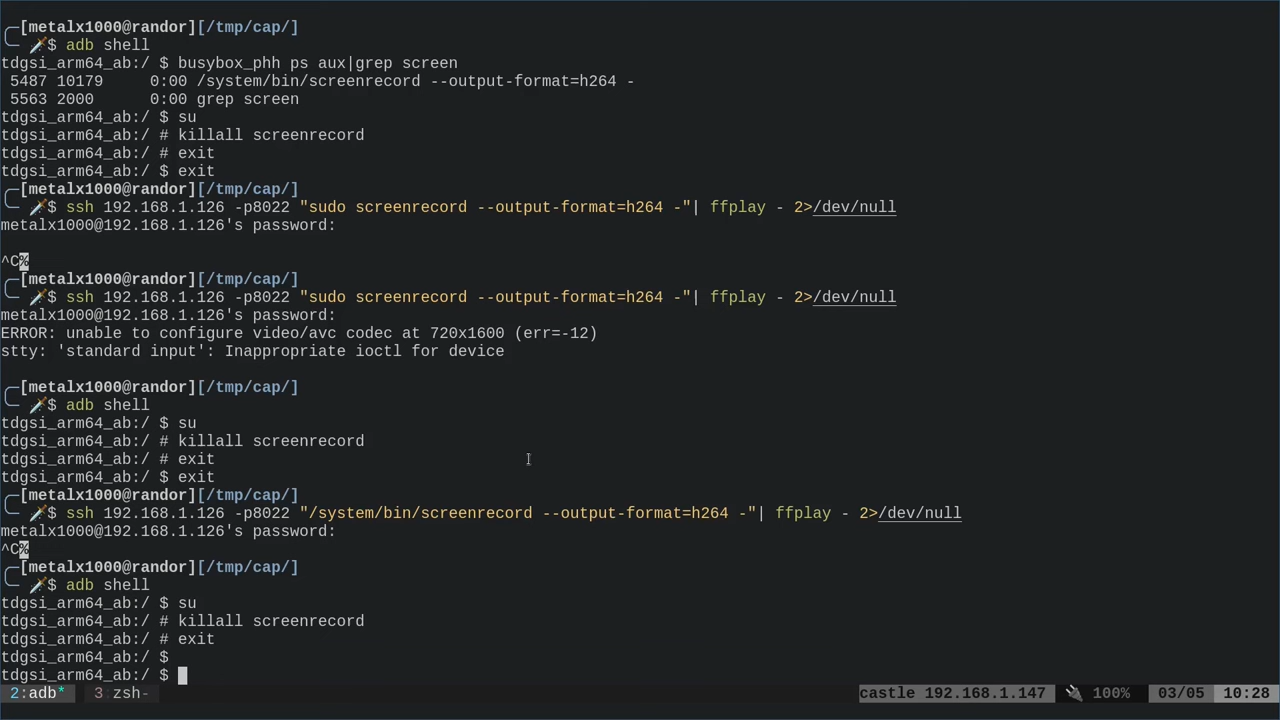 ╭─[metalx1000@randor][/tmp/cap/]
╰─ 🗡️$ adb shell
tdgsi_arm64_ab:/ $ busybox_phh ps aux|grep screen
 5487 10179     0:00 /system/bin/screenrecord --output-format=h264 -
 5563 2000      0:00 grep screen
tdgsi_arm64_ab:/ $ su
tdgsi_arm64_ab:/ # killall screenrecord
tdgsi_arm64_ab:/ # exit
tdgsi_arm64_ab:/ $ exit
╭─[metalx1000@randor][/tmp/cap/]
╰─ 🗡️$ ssh 192.168.1.126 -p8022 "sudo screenrecord --output-format=h264 -"| ffplay - 2>/dev/null
metalx1000@192.168.1.126's password:
^C%
╭─[metalx1000@randor][/tmp/cap/]
╰─ 🗡️$ ssh 192.168.1.126 -p8022 "sudo screenrecord --output-format=h264 -"| ffplay - 2>/dev/null
metalx1000@192.168.1.126's password:
ERROR: unable to configure video/avc codec at 720x1600 (err=-12)
stty: 'standard input': Inappropriate ioctl for device
╭─[metalx1000@randor][/tmp/cap/]
╰─ 🗡️$ adb shell
tdgsi_arm64_ab:/ $ su
tdgsi_arm64_ab:/ # killall screenrecord
tdgsi_arm64_ab:/ # exit
tdgsi_arm64_ab:/ $ exit
╭─[metalx1000@randor][/tmp/cap/]
╰─ 🗡️$ ssh 192.168.1.126 -p8022 "/system/bin/screenrecord --output-format=h264 -"| ffplay - 2>/dev/null
metalx1000@192.168.1.126's password:
^C%
╭─[metalx1000@randor][/tmp/cap/]
╰─ 🗡️$ adb shell
tdgsi_arm64_ab:/ $ su
tdgsi_arm64_ab:/ # killall screenrecord
tdgsi_arm64_ab:/ # exit
tdgsi_arm64_ab:/ $
tdgsi_arm64_ab:/ $
2:adb* 3:zsh- castle 192.168.1.147 🔌 100% 03/05 10:28